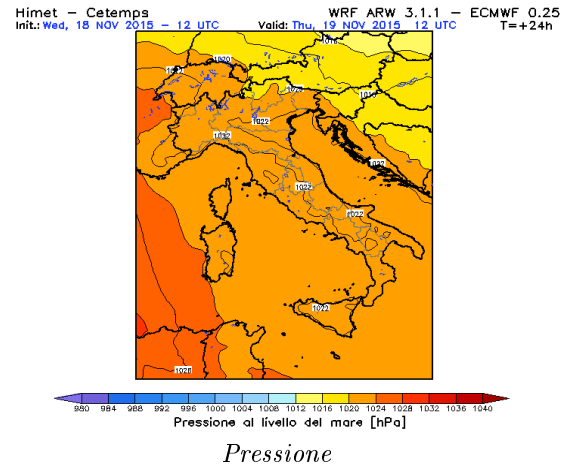 Himet – Cetemps WRF ARW 3.1.1 – ECMWF 0.25
Init.: Wed, 18 NOV 2015 – 12 UTC Valid: Thu, 19 NOV 2015 12 UTC T=+24h
1020
1022
1022
1022
1022
1022
1022
1026
980 984 988 992 996 1000 1004 1008 1012 1016 1020 1024 1028 1032 1036 1040
Pressione al livello del mare [hPa]
Pressione